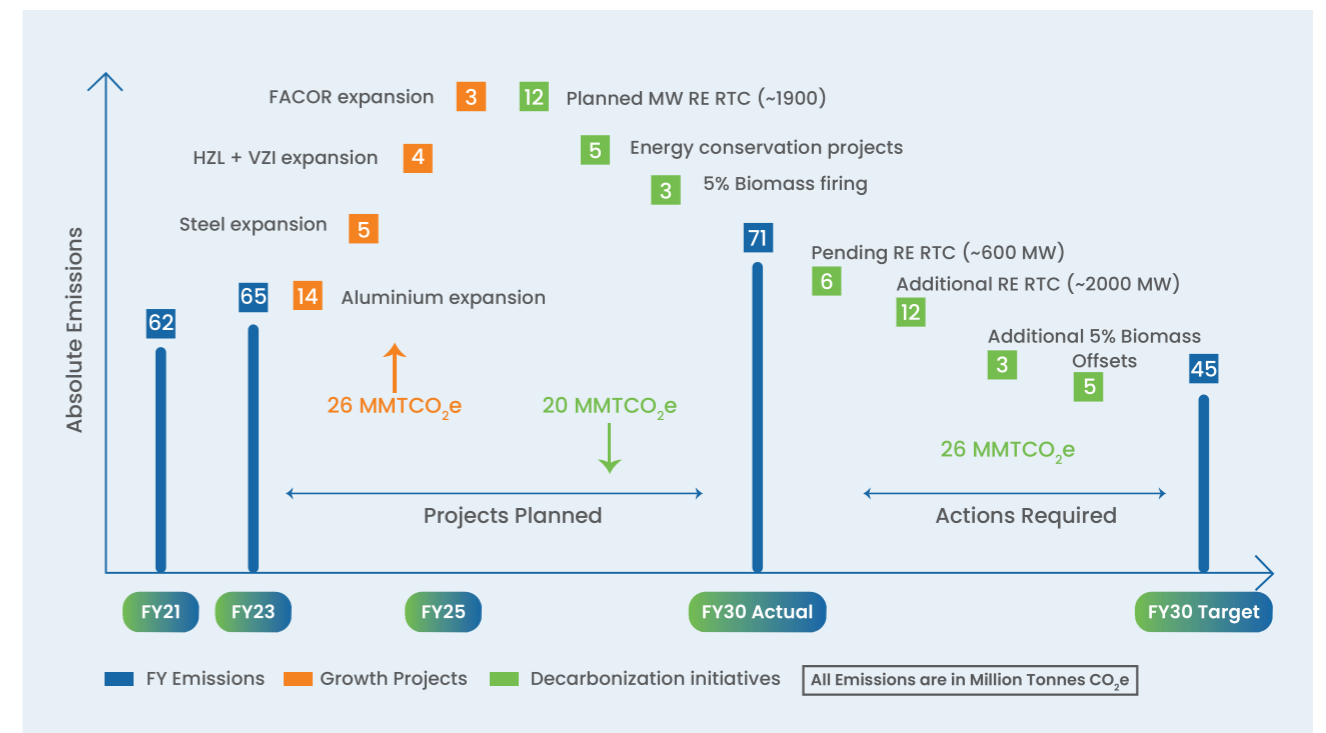 FACOR expansion 3 12 Planned MW RE RTC (~1900)
5 Energy conservation projects
HZL + VZI expansion 4
3 5% Biomass firing
Steel expansion 5
71
Pending RE RTC (~600 MW)
6
Additional RE RTC (~2000 MW)
12
65 14 Aluminium expansion
62
Additional 5% Biomass
3
Offsets
5
45
Absolute Emissions
26 MMTCO₂e
20 MMTCO₂e
26 MMTCO₂e
Projects Planned
Actions Required
FY21 FY23 FY25 FY30 Actual FY30 Target
FY Emissions Growth Projects Decarbonization initiatives All Emissions are in Million Tonnes CO₂e